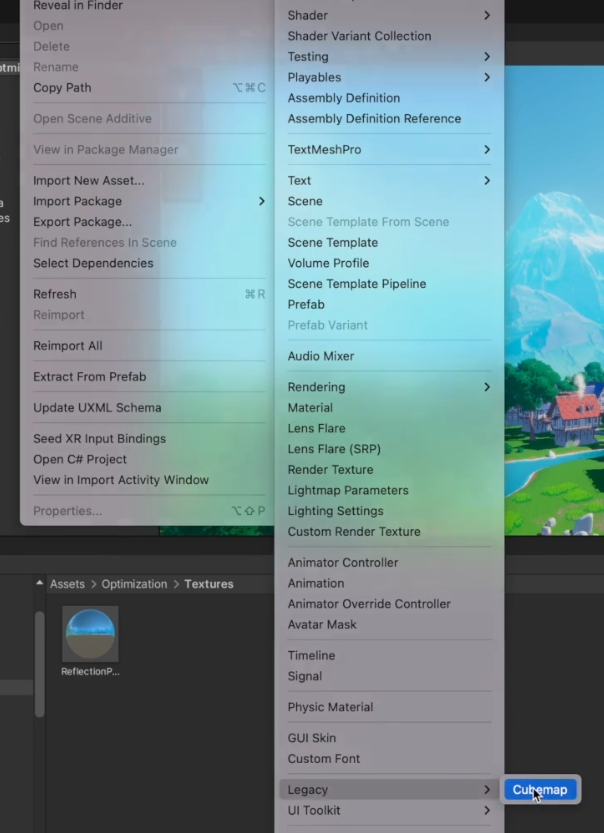 Reveal in Finder
Open
Delete
Rename
Copy Path ⌥⌘C
Open Scene Additive
View in Package Manager
Import New Asset...
Import Package
Export Package...
Find References In Scene
Select Dependencies
Refresh ⌘R
Reimport
Reimport All
Extract From Prefab
Update UXML Schema
Seed XR Input Bindings
Open C# Project
View in Import Activity Window
Properties... ⌥⇧P
Shader
Shader Variant Collection
Testing
Playables
Assembly Definition
Assembly Definition Reference
TextMeshPro
Text
Scene
Scene Template From Scene
Scene Template
Volume Profile
Scene Template Pipeline
Prefab
Prefab Variant
Audio Mixer
Rendering
Material
Lens Flare
Lens Flare (SRP)
Render Texture
Lightmap Parameters
Lighting Settings
Custom Render Texture
Animator Controller
Animation
Animator Override Controller
Avatar Mask
Timeline
Signal
Physic Material
GUI Skin
Custom Font
Legacy
UI Toolkit
Cubemap
Assets > Optimization > Textures
ReflectionP...